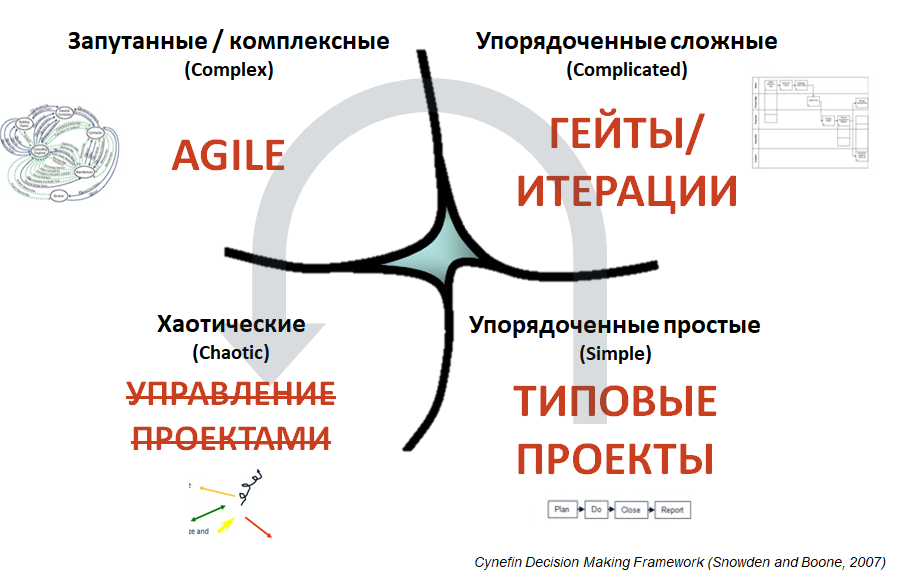 Запутанные / комплексные
(Complex)
Упорядоченные сложные
(Complicated)
AGILE
ГЕЙТЫ/
ИТЕРАЦИИ
Хаотические
(Chaotic)
УПРАВЛЕНИЕ
ПРОЕКТАМИ
Упорядоченные простые
(Simple)
ТИПОВЫЕ
ПРОЕКТЫ
Plan Do Close Report
and
Cynefin Decision Making Framework (Snowden and Boone, 2007)